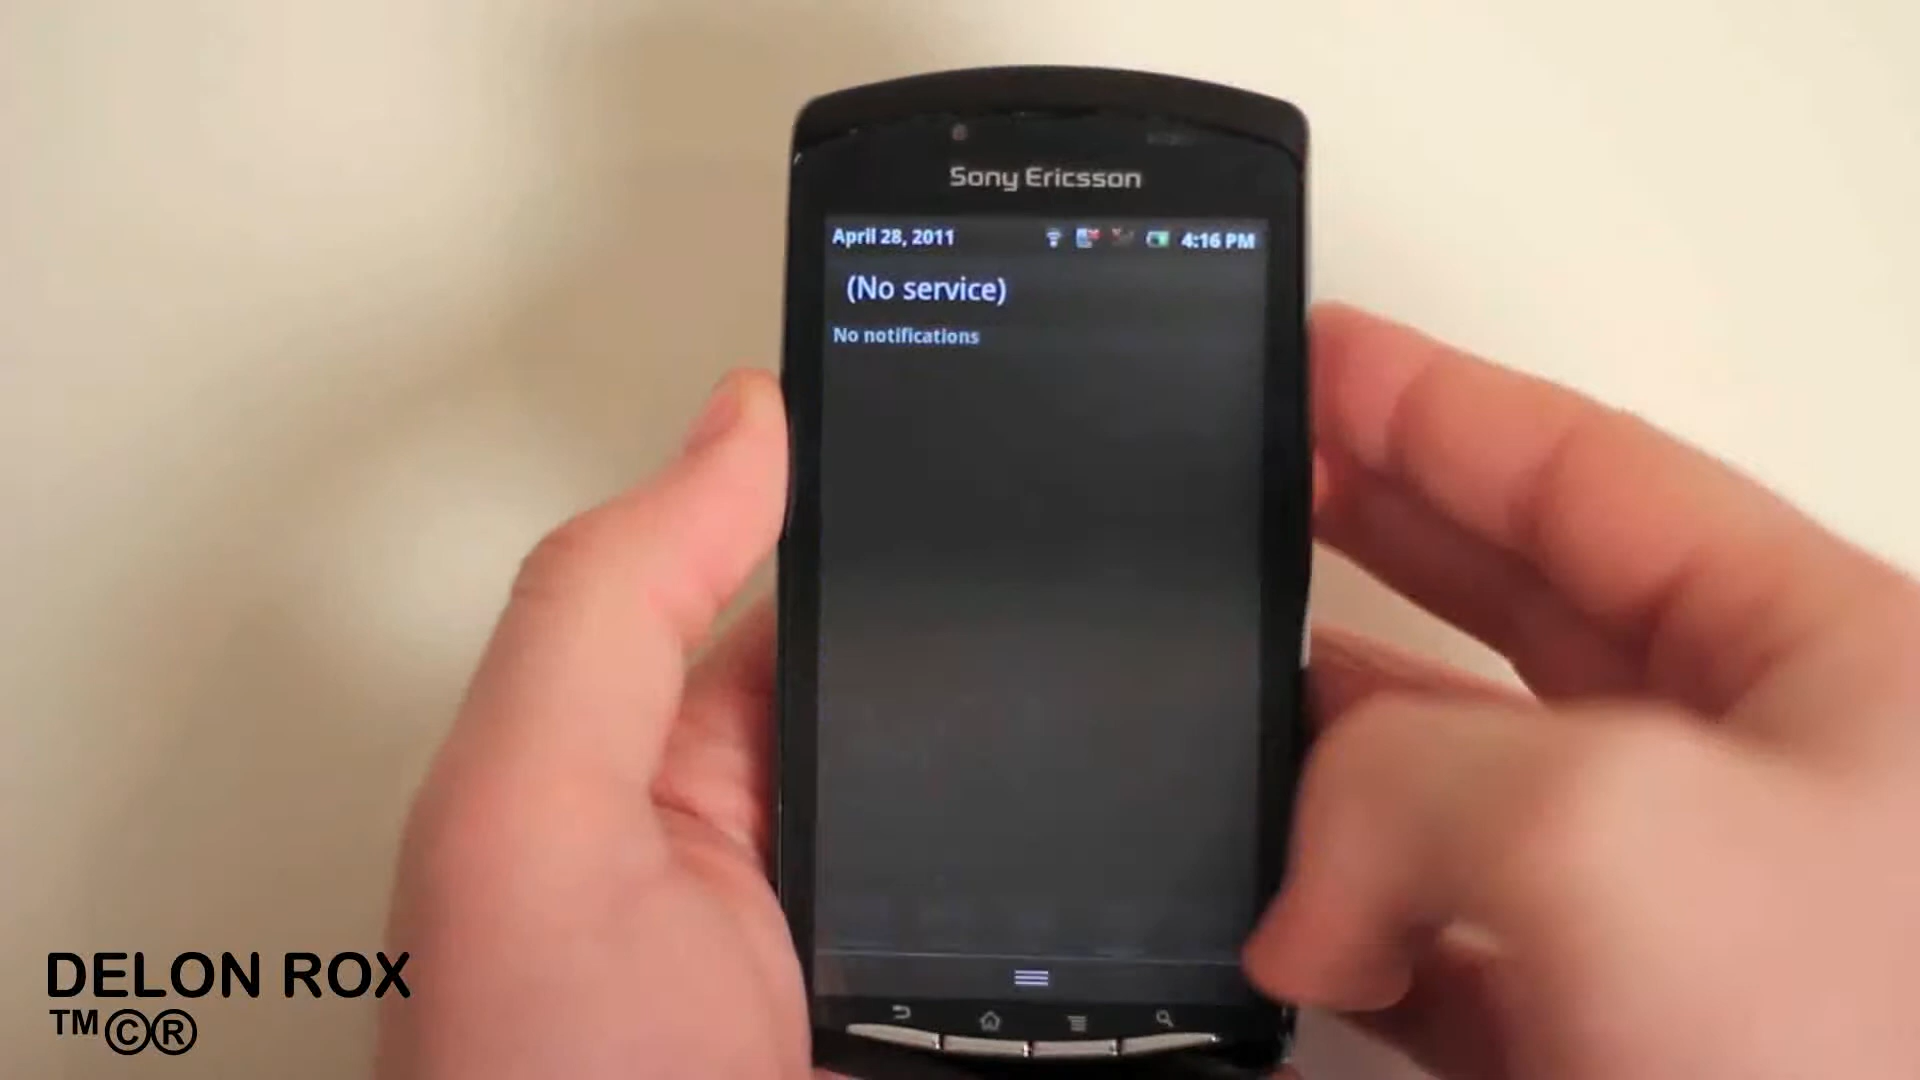 Sony Ericsson
April 28, 2011 4:16 PM
(No service)
No notifications
DELON ROX
™©®